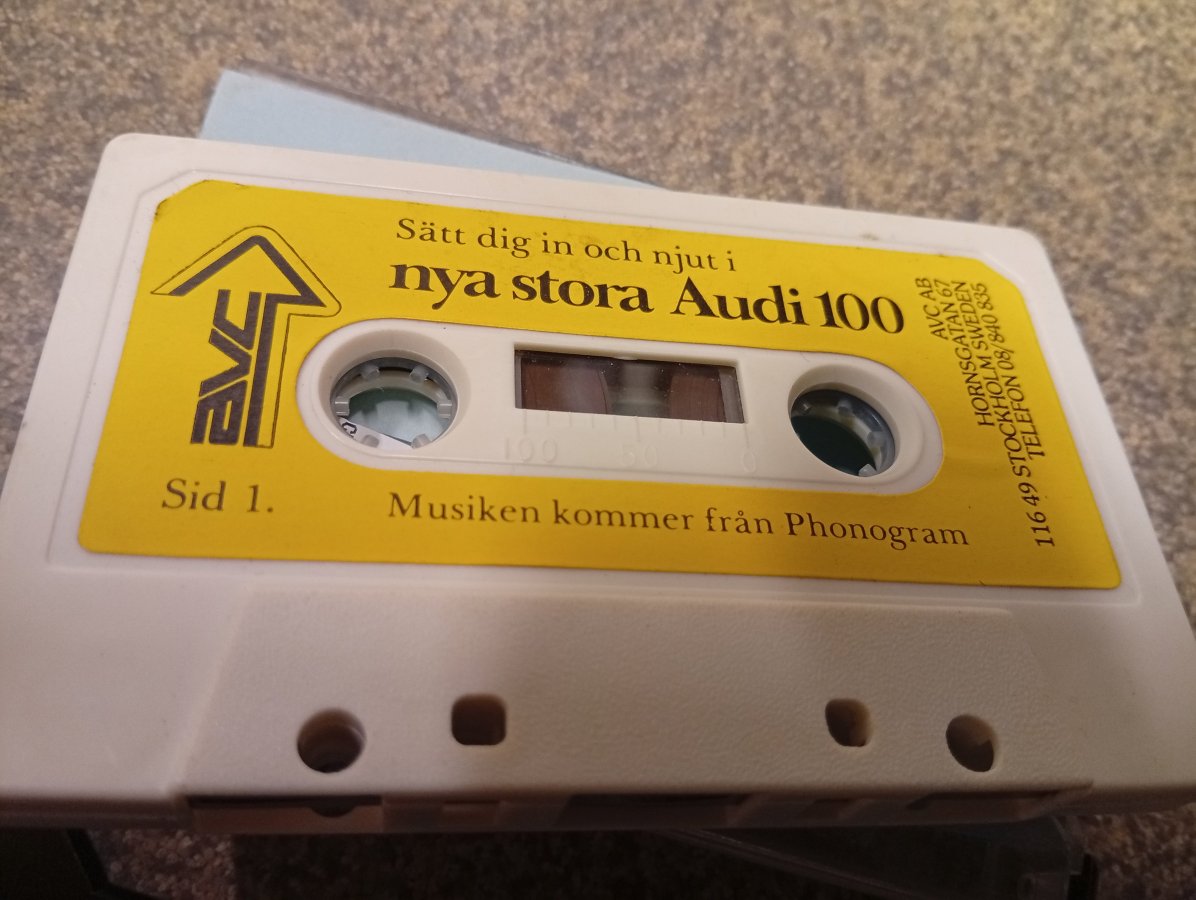 Sätt dig in och njut i
nya stora Audi 100
avc
AVC AB
HORNSGATAN 67
116 49 STOCKHOLM SWEDEN
TELEFON 08/840 835
100 50 0
Sid 1.
Musiken kommer från Phonogram